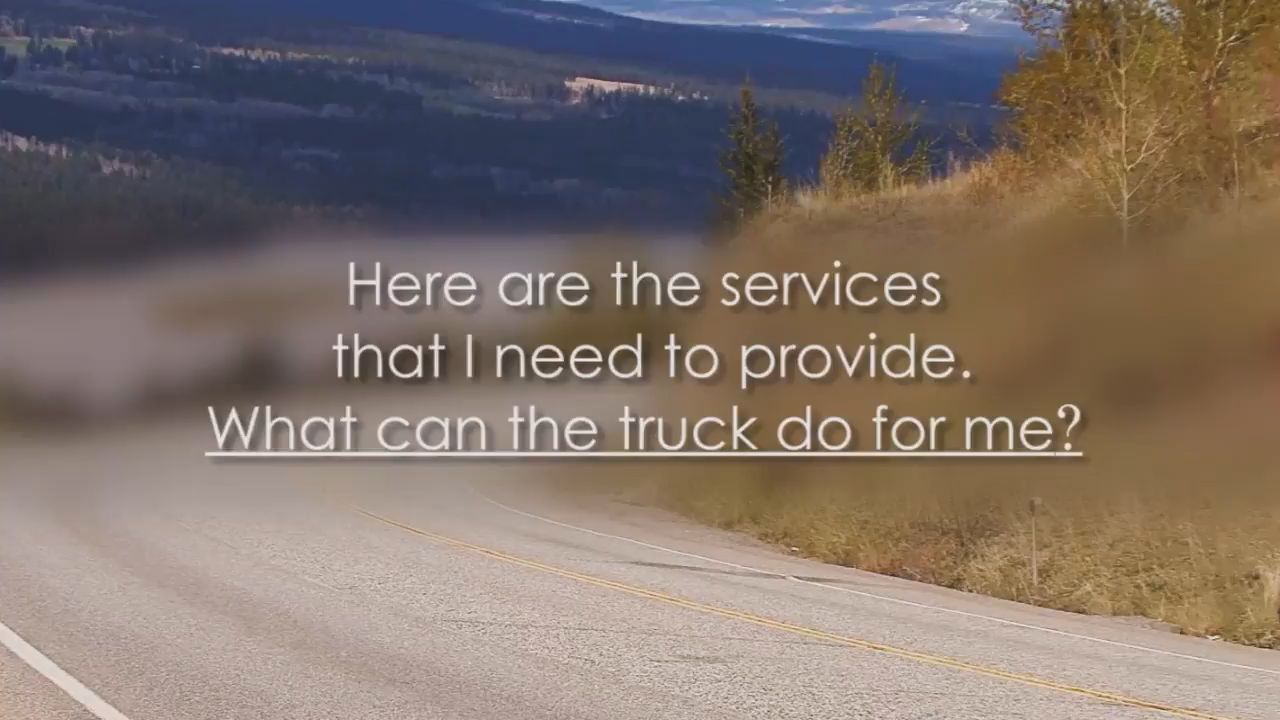 Here are the services
that I need to provide.
What can the truck do for me?